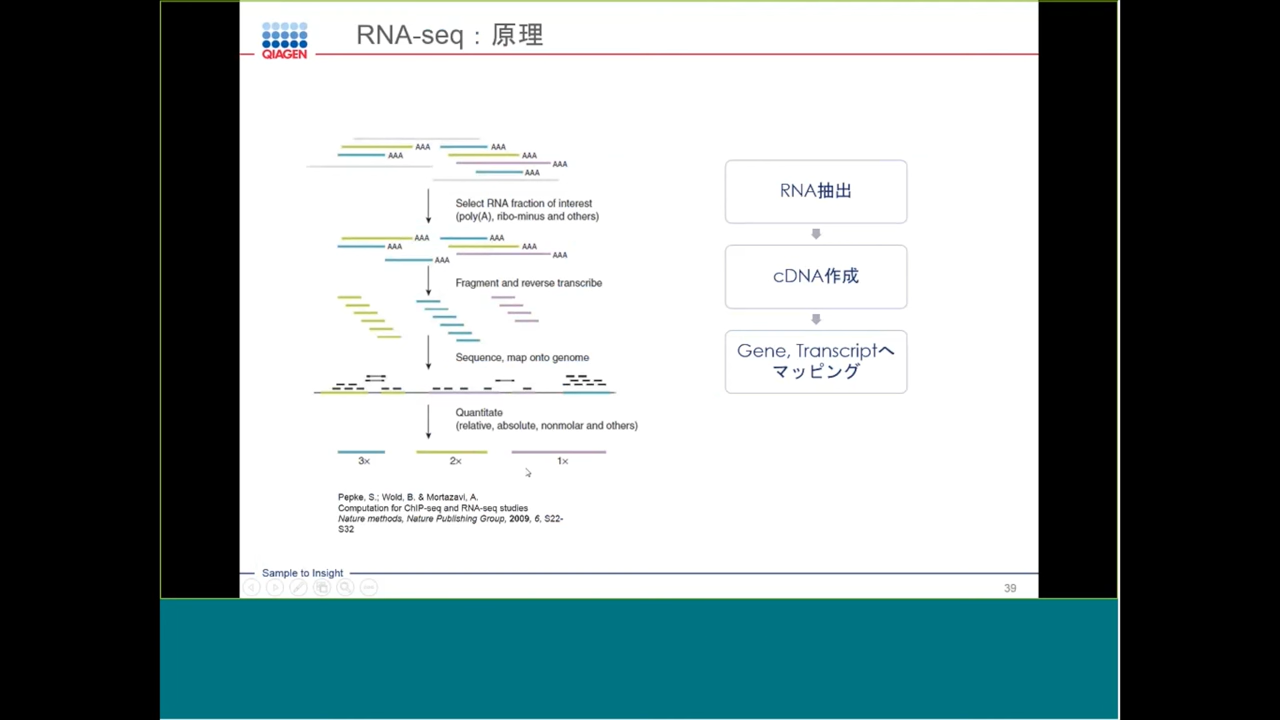 QIAGEN
RNA-seq：原理
AAA AAA
AAA AAA
AAA
AAA
Select RNA fraction of interest
(poly(A), ribo-minus and others)
AAA AAA
AAA AAA
AAA
AAA
Fragment and reverse transcribe
Sequence, map onto genome
Quantitate
(relative, absolute, nonmolar and others)
3× 2× 1×
Pepke, S.; Wold, B. & Mortazavi, A.
Computation for ChIP-seq and RNA-seq studies
Nature methods, Nature Publishing Group, 2009, 6, S22-
S32
RNA抽出
cDNA作成
Gene, Transcriptへ
マッピング
Sample to Insight
39